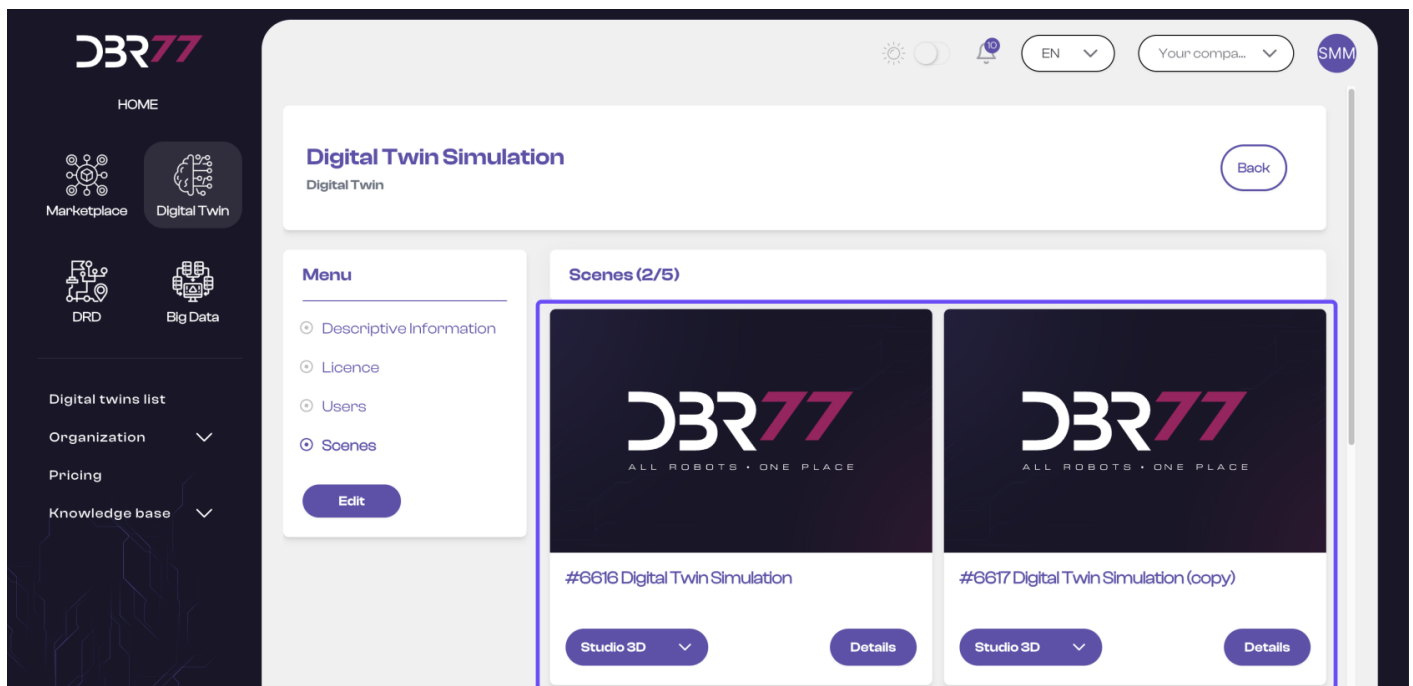 DBR77
HOME
Marketplace
Digital Twin
DRD
Big Data
Digital twins list
Organization
Pricing
Knowledge base
10
EN
Your compa...
SMM
Digital Twin Simulation
Digital Twin
Back
Menu
Descriptive Information
Licence
Users
Scenes
Edit
Scenes (2/5)
DBR77
ALL ROBOTS • ONE PLACE
#6616 Digital Twin Simulation
Studio 3D
Details
DBR77
ALL ROBOTS • ONE PLACE
#6617 Digital Twin Simulation (copy)
Studio 3D
Details